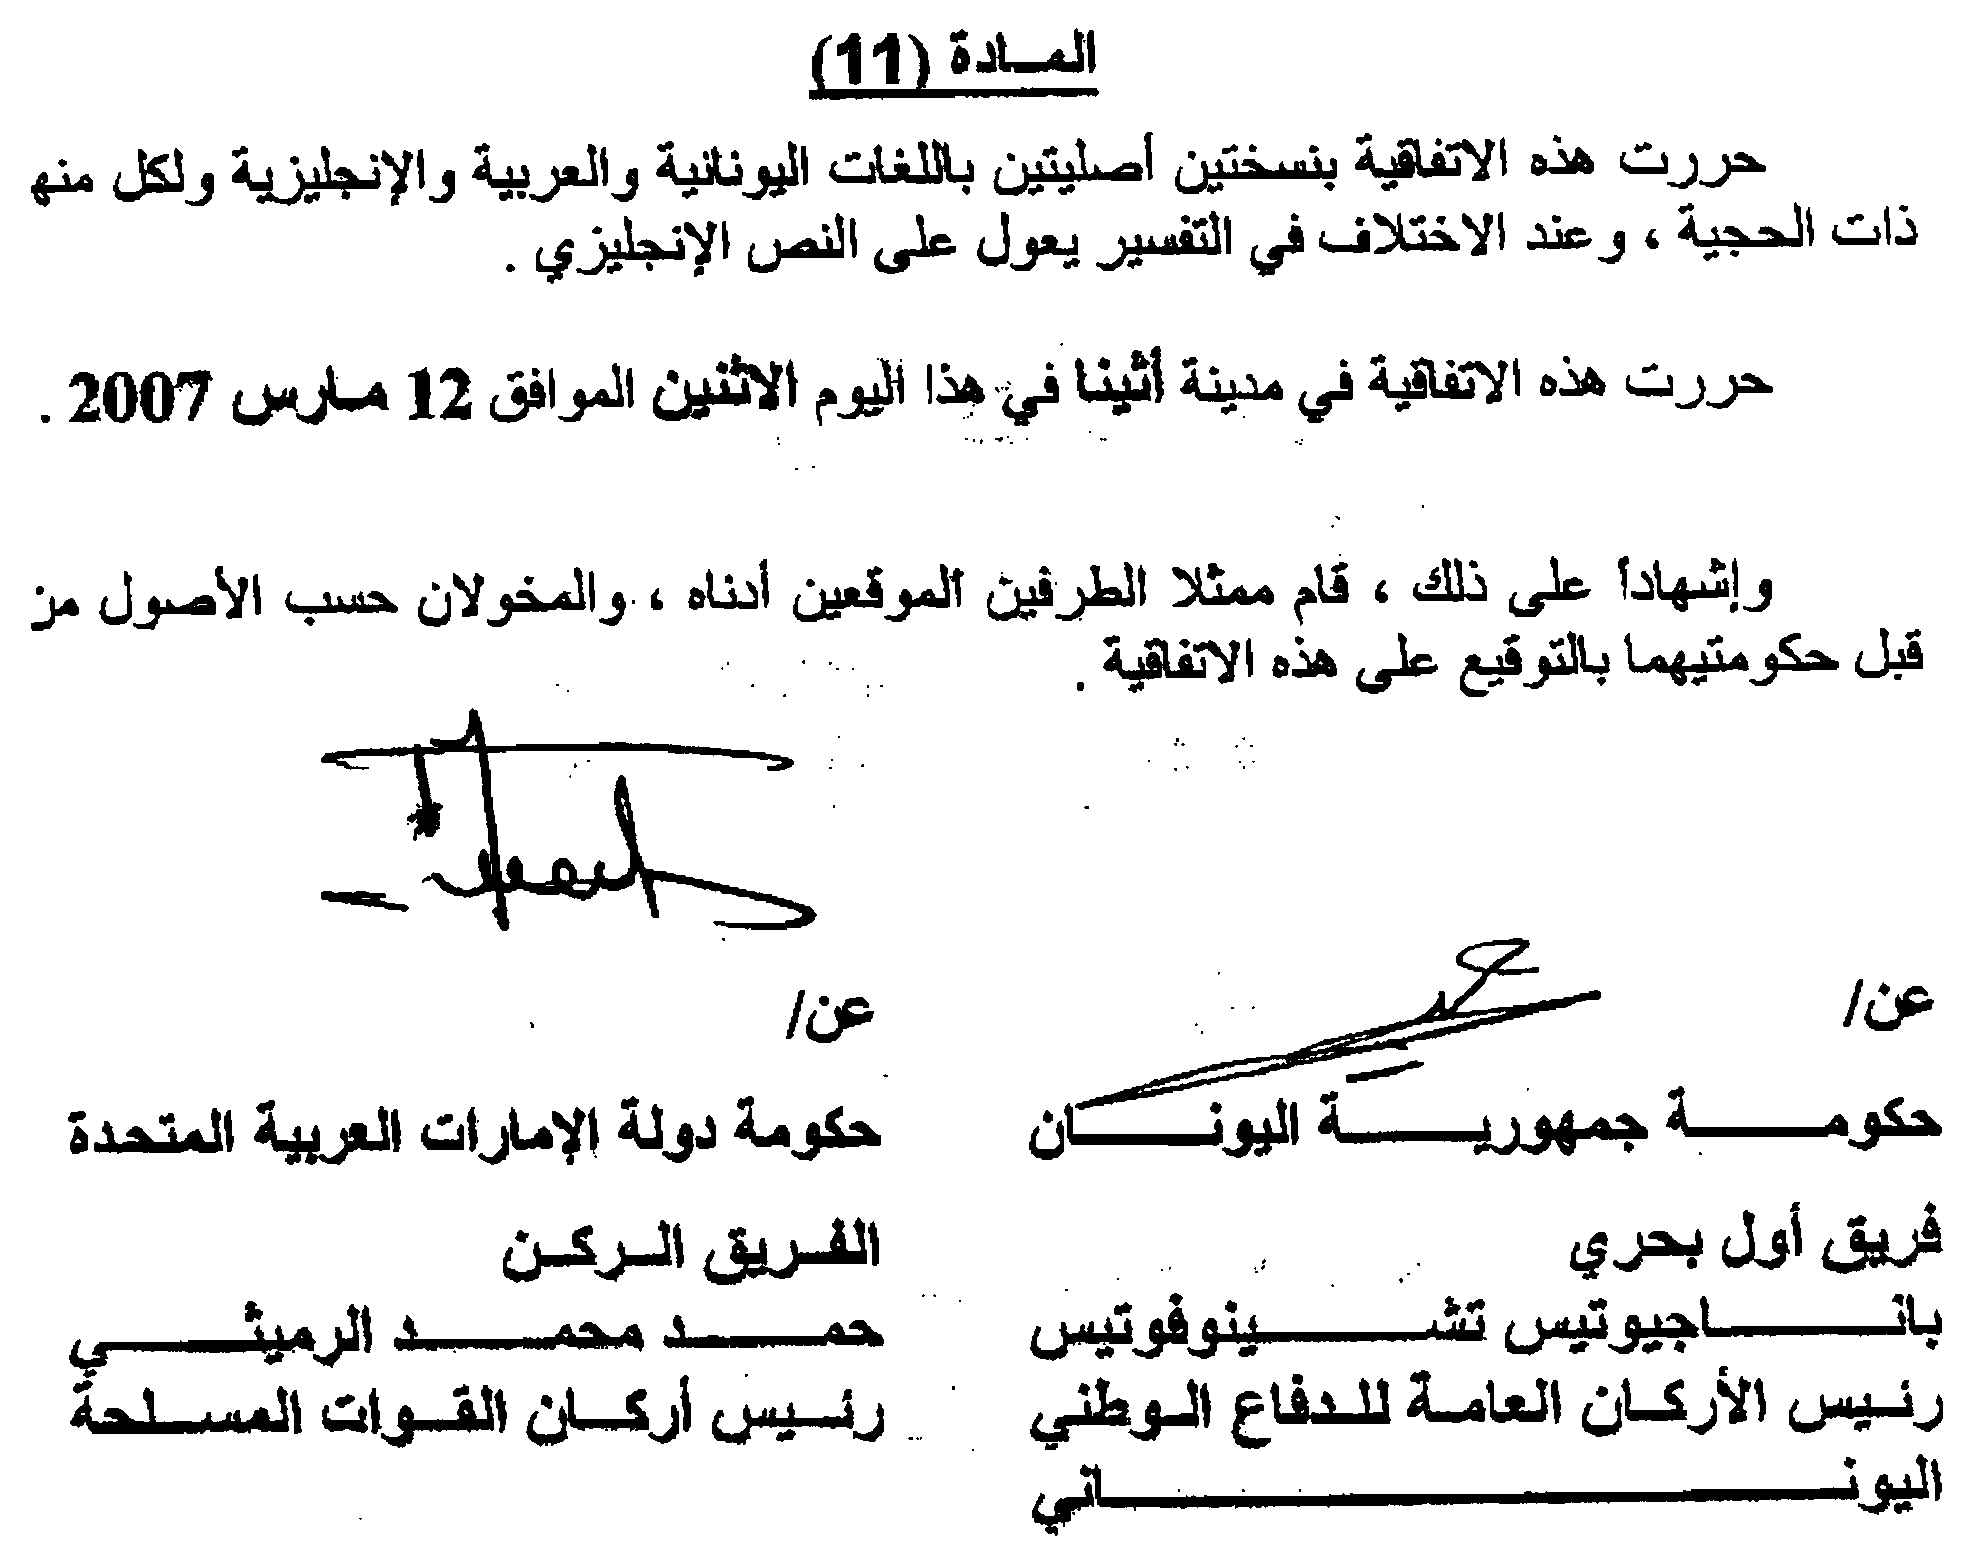 المادة (11)
حررت هذه الاتفاقية بنسختين أصليتين باللغات اليونانية والعربية والإنجليزية ولكل منها
ذات الحجية ، وعند الاختلاف في التفسير يعول على النص الإنجليزي .
حررت هذه الاتفاقية في مدينة أثينا في هذا اليوم الاثنين الموافق 12 مارس 2007 .
وإشهاداً على ذلك ، قام ممثلا الطرفين الموقعين أدناه ، والمخولان حسب الأصول من
قبل حكومتيهما بالتوقيع على هذه الاتفاقية .
عن/
حكومة جمهورية اليونان
فريق أول بحري
باناجيوتيس تشينوفوتيس
رئيس الأركان العامة للدفاع الوطني
اليوناني
عن/
حكومة دولة الإمارات العربية المتحدة
الفريق الركن
حمد محمد الرميثي
رئيس أركان القوات المسلحة